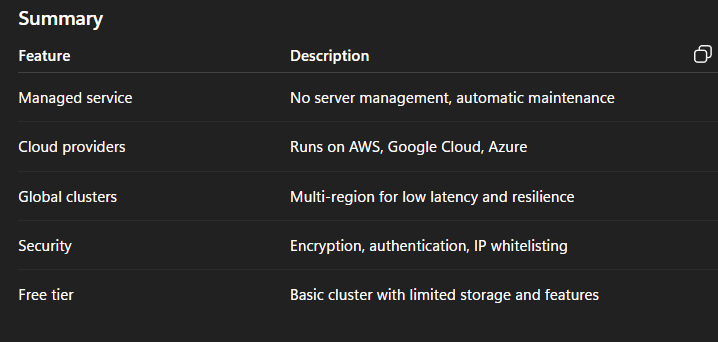 Summary
Feature Description
Managed service No server management, automatic maintenance
Cloud providers Runs on AWS, Google Cloud, Azure
Global clusters Multi-region for low latency and resilience
Security Encryption, authentication, IP whitelisting
Free tier Basic cluster with limited storage and features